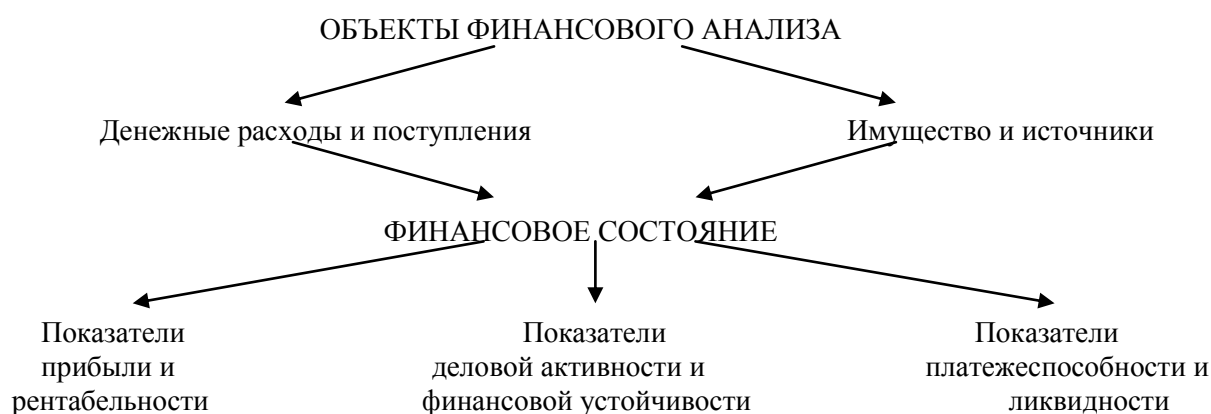 ОБЪЕКТЫ ФИНАНСОВОГО АНАЛИЗА
Денежные расходы и поступления
Имущество и источники
ФИНАНСОВОЕ СОСТОЯНИЕ
Показатели
прибыли и
рентабельности
Показатели
деловой активности и
финансовой устойчивости
Показатели
платежеспособности и
ликвидности